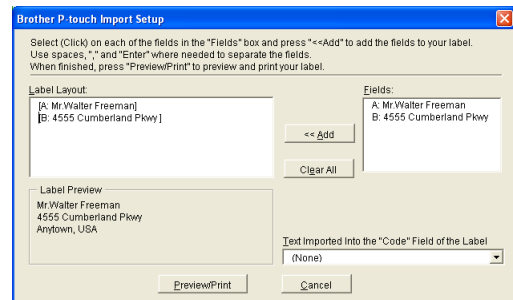 Brother P-touch Import Setup
Select (Click) on each of the fields in the "Fields" box and press "<<Add" to add the fields to your label.
Use spaces, "," and "Enter" where needed to separate the fields.
When finished, press "Preview/Print" to preview and print your label.
Label Layout:
[A: Mr.Walter Freeman]
[B: 4555 Cumberland Pkwy ]
<< Add
Clear All
Fields:
A: Mr.Walter Freeman
B: 4555 Cumberland Pkwy
Label Preview
Mr.Walter Freeman
4555 Cumberland Pkwy
Anytown, USA
Text Imported Into the "Code" Field of the Label
(None)
Preview/Print
Cancel